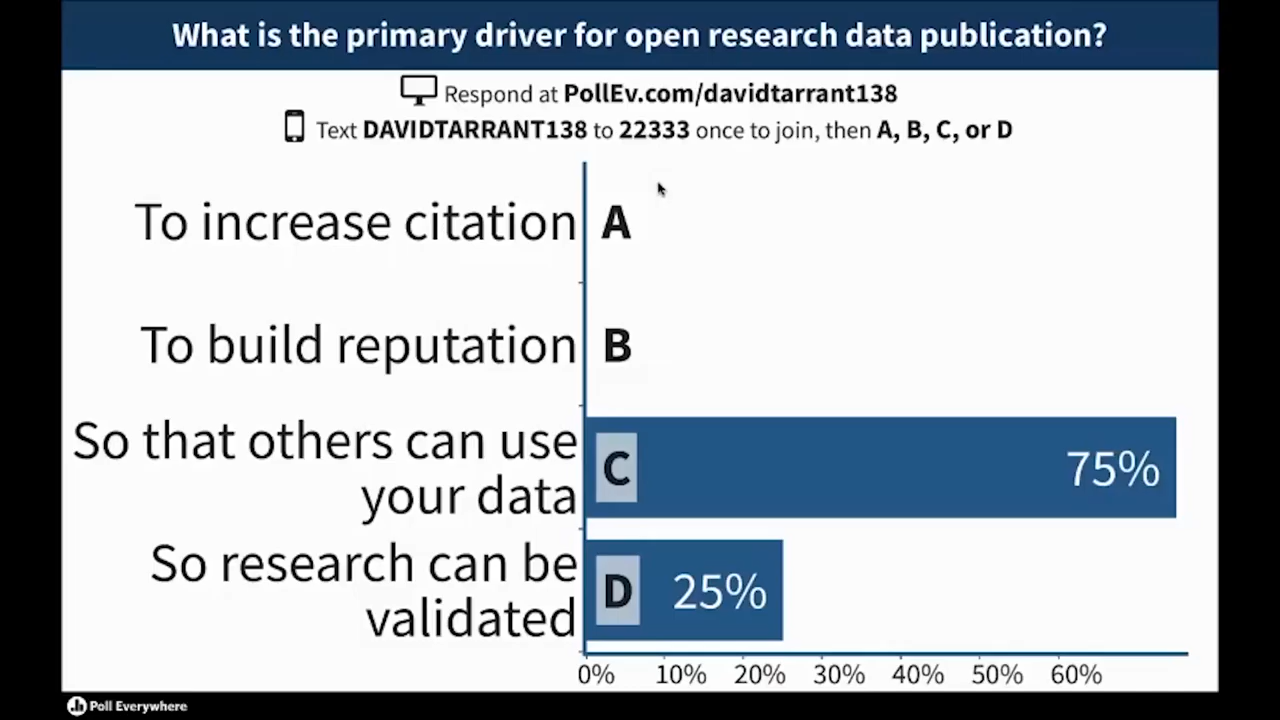 What is the primary driver for open research data publication?
Respond at PollEv.com/davidtarrant138
Text DAVIDTARRANT138 to 22333 once to join, then A, B, C, or D
To increase citation A
To build reputation B
So that others can use
your data
C 75%
So research can be
validated
D 25%
0% 10% 20% 30% 40% 50% 60%
Poll Everywhere